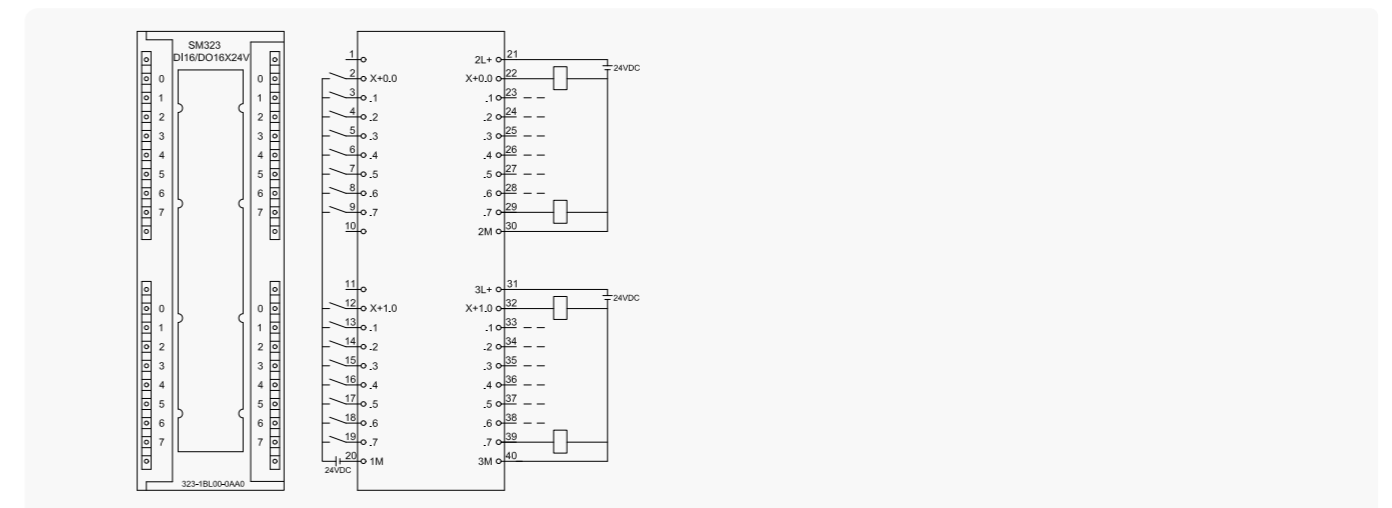 SM323
DI16/DO16X24V
0 0
1 1
2 2
3 3
4 4
5 5
6 6
7 7
0 0
1 1
2 2
3 3
4 4
5 5
6 6
7 7
323-1BL00-0AA0
1 2L+ 21
24VDC
2 X+0.0 X+0.0 22
3 .1 .1 23
4 .2 .2 24
5 .3 .3 25
6 .4 .4 26
7 .5 .5 27
8 .6 .6 28
9 .7 .7 29
10 2M 30
11 3L+ 31
24VDC
12 X+1.0 X+1.0 32
13 .1 .1 33
14 .2 .2 34
15 .3 .3 35
16 .4 .4 36
17 .5 .5 37
18 .6 .6 38
19 .7 .7 39
20 1M 3M 40
24VDC